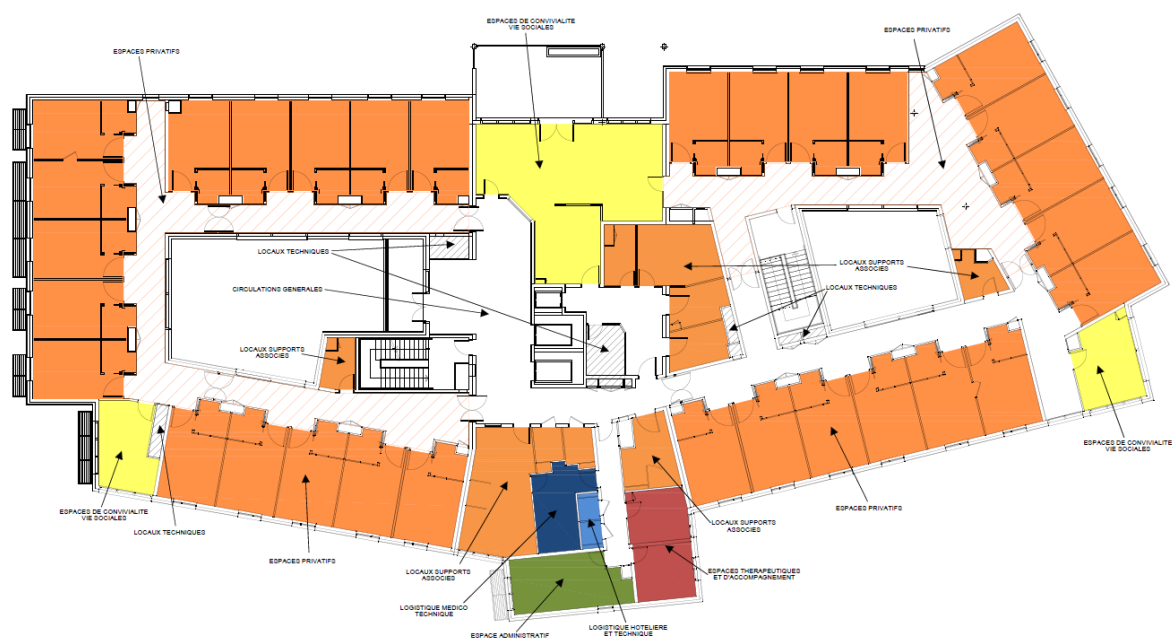 ESPACES DE CONVIVIALITE
VIE SOCIALES
ESPACES PRIVATIFS
ESPACES PRIVATIFS
LOCAUX TECHNIQUES
CIRCULATIONS GENERALES
LOCAUX SUPPORTS
ASSOCIES
LOCAUX TECHNIQUES
LOCAUX SUPPORTS
ASSOCIES
ESPACES DE CONVIVIALITE
VIE SOCIALES
ESPACES DE CONVIVIALITE
VIE SOCIALES
LOCAUX TECHNIQUES
ESPACES PRIVATIFS
LOCAUX SUPPORTS
ASSOCIES
LOGISTIQUE MEDICO
TECHNIQUE
ESPACE ADMINISTRATIF
LOGISTIQUE HOTELIERE
ET TECHNIQUE
ESPACES THERAPEUTIQUES
ET D'ACCOMPAGNEMENT
LOCAUX SUPPORTS
ASSOCIES
ESPACES PRIVATIFS